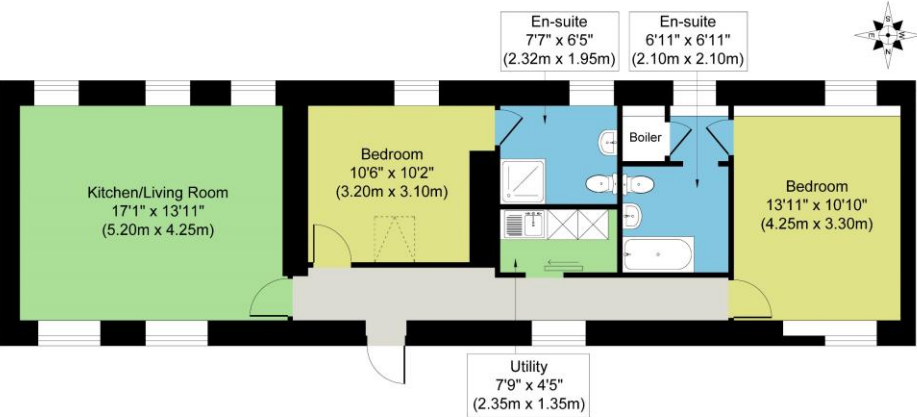 En-suite
7'7" x 6'5"
(2.32m x 1.95m)
En-suite
6'11" x 6'11"
(2.10m x 2.10m)
S
E
W
N
Kitchen/Living Room
17'1" x 13'11"
(5.20m x 4.25m)
Bedroom
10'6" x 10'2"
(3.20m x 3.10m)
Boiler
Bedroom
13'11" x 10'10"
(4.25m x 3.30m)
Utility
7'9" x 4'5"
(2.35m x 1.35m)